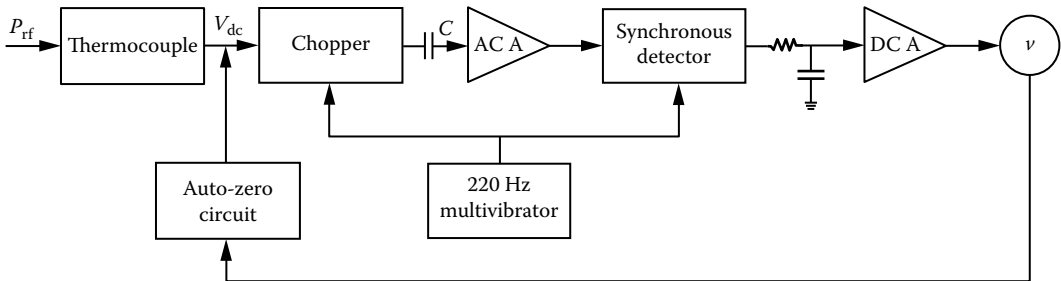 P_rf
Thermocouple
V_dc
Chopper
C
AC A
Synchronous
detector
DC A
v
Auto-zero
circuit
220 Hz
multivibrator